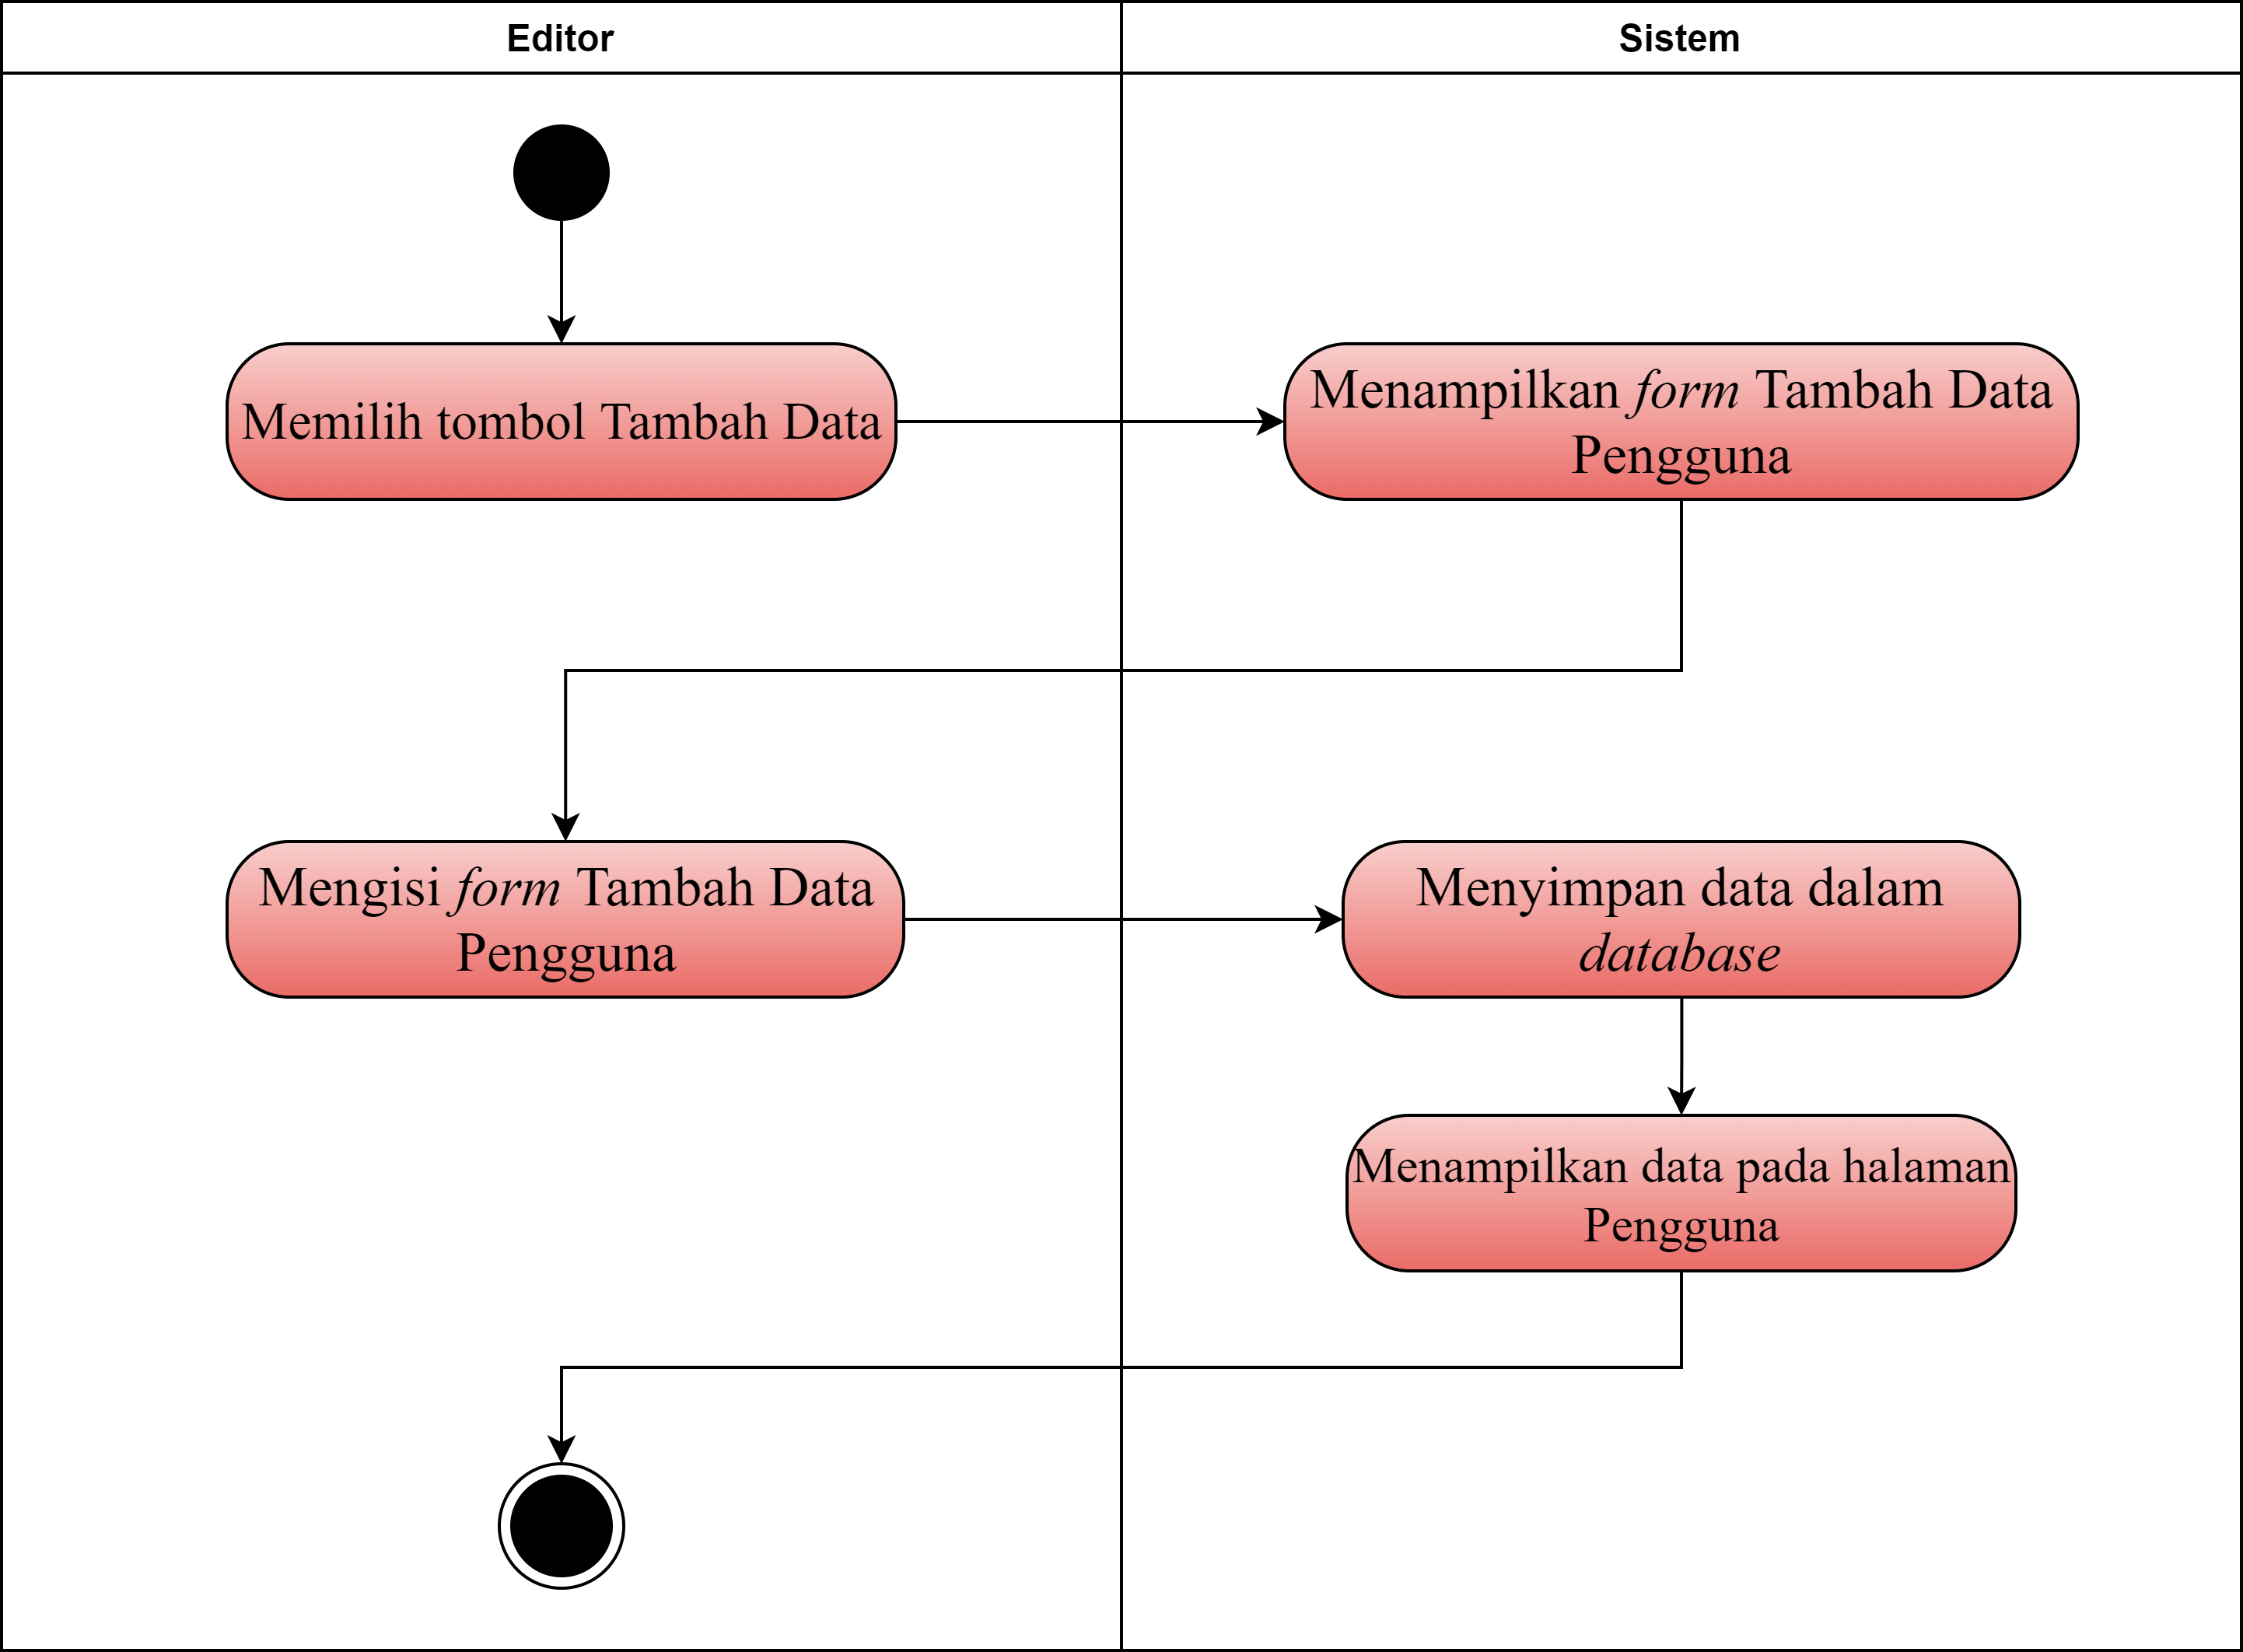 Editor
Sistem
Memilih tombol Tambah Data
Menampilkan form Tambah Data
Pengguna
Mengisi form Tambah Data
Pengguna
Menyimpan data dalam
database
Menampilkan data pada halaman
Pengguna